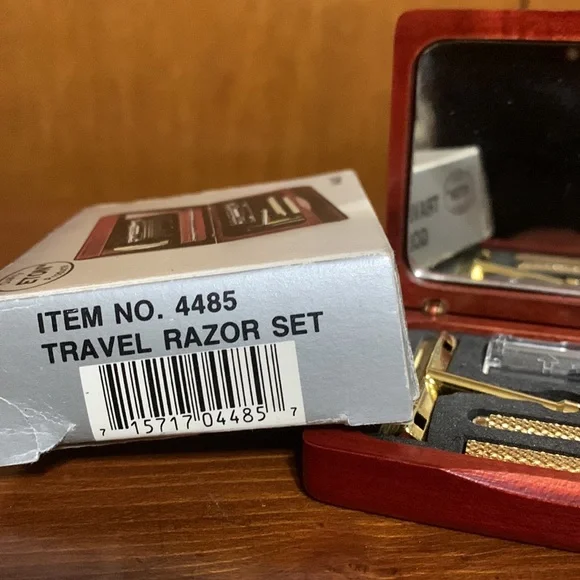 ITEM NO. 4485
TRAVEL RAZOR SET
7 15717 04485 7